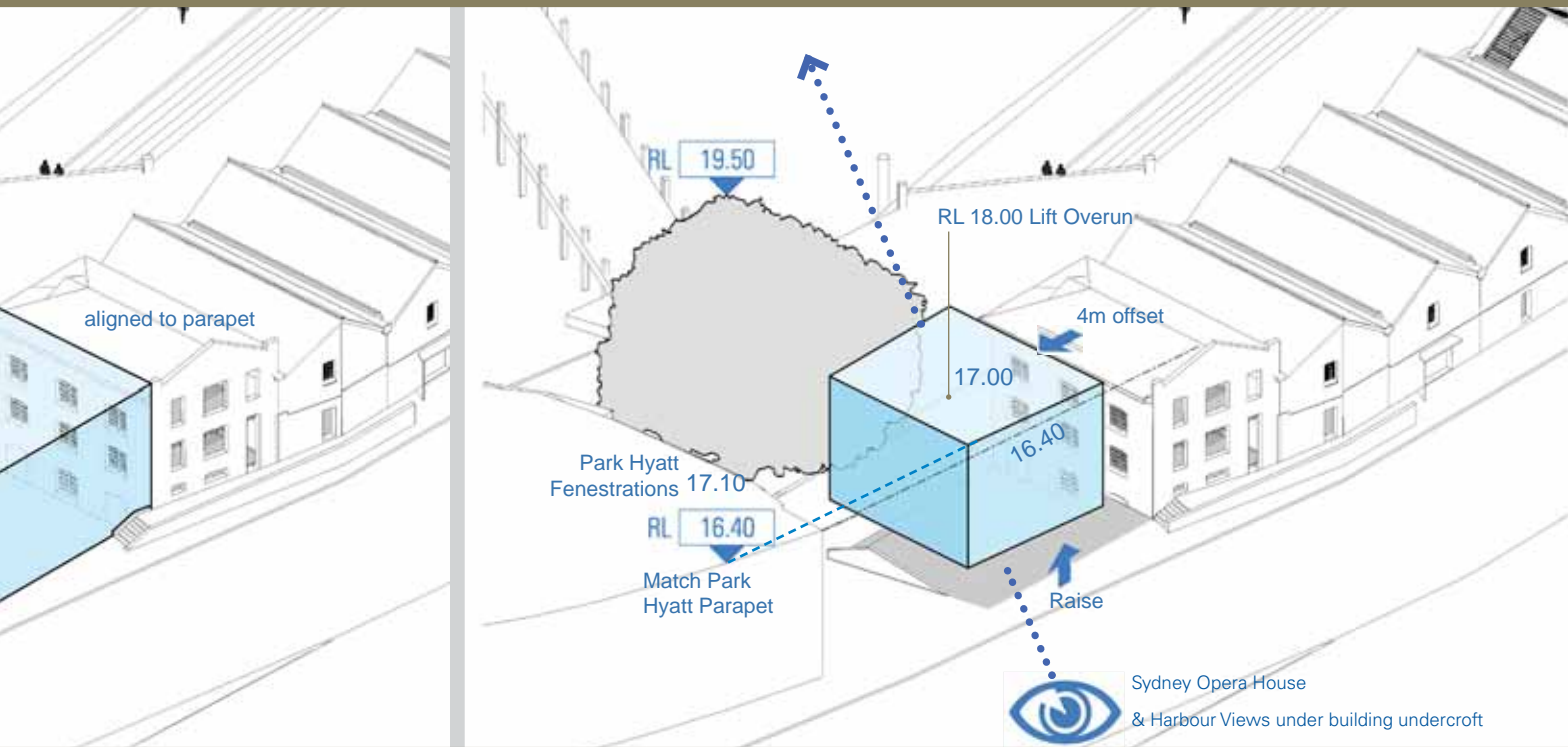 aligned to parapet
RL 19.50
RL 18.00 Lift Overun
4m offset
17.00
16.40
Park Hyatt
Fenestrations 17.10
RL 16.40
Match Park
Hyatt Parapet
Raise
Sydney Opera House
& Harbour Views under building undercroft